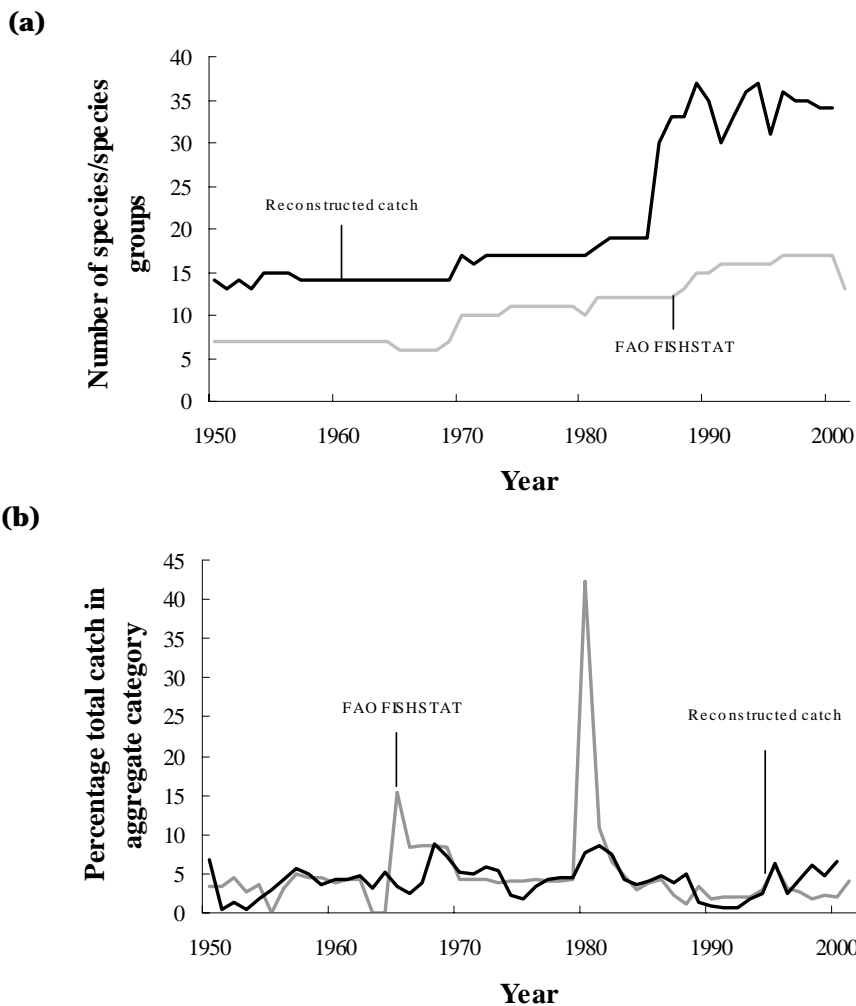 (a)
Number of species/species
groups
40
35
30
25
20
15
10
5
0
Reconstructed catch
FAO FISHSTAT
1950 1960 1970 1980 1990 2000
Year
(b)
Percentage total catch in
aggregate category
45
40
35
30
25
20
15
10
5
0
FAO FISHSTAT
Reconstructed catch
1950 1960 1970 1980 1990 2000
Year